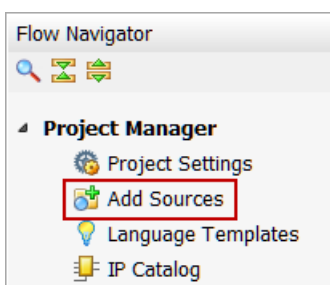 Flow Navigator
Project Manager
Project Settings
Add Sources
Language Templates
IP Catalog